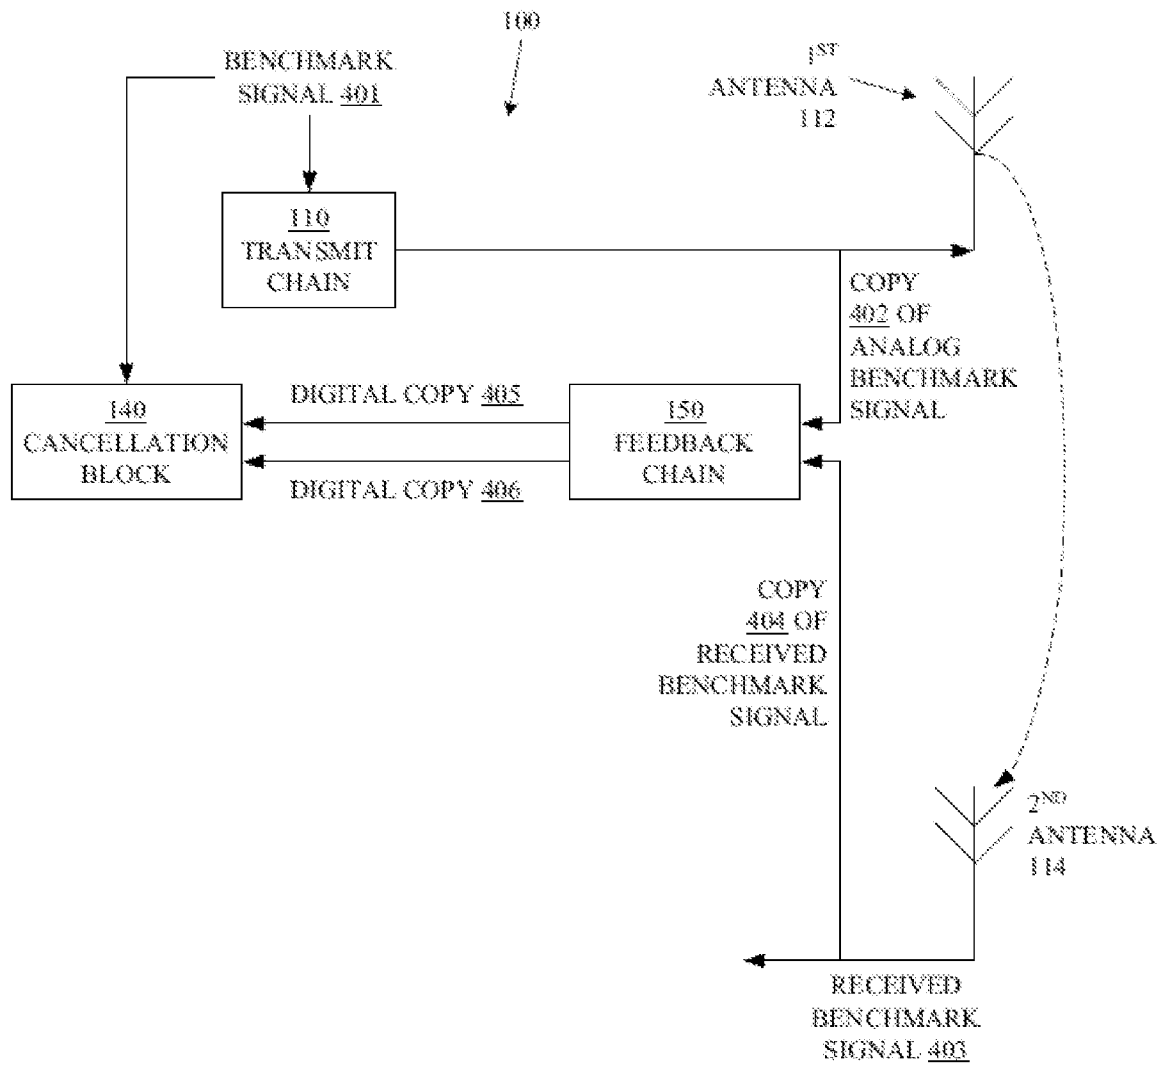 100
BENCHMARK
SIGNAL 401
1ST
ANTENNA
112
110
TRANSMIT
CHAIN
COPY
402 OF
ANALOG
BENCHMARK
SIGNAL
DIGITAL COPY 405
140
CANCELLATION
BLOCK
150
FEEDBACK
CHAIN
DIGITAL COPY 406
COPY
404 OF
RECEIVED
BENCHMARK
SIGNAL
2ND
ANTENNA
114
RECEIVED
BENCHMARK
SIGNAL 403